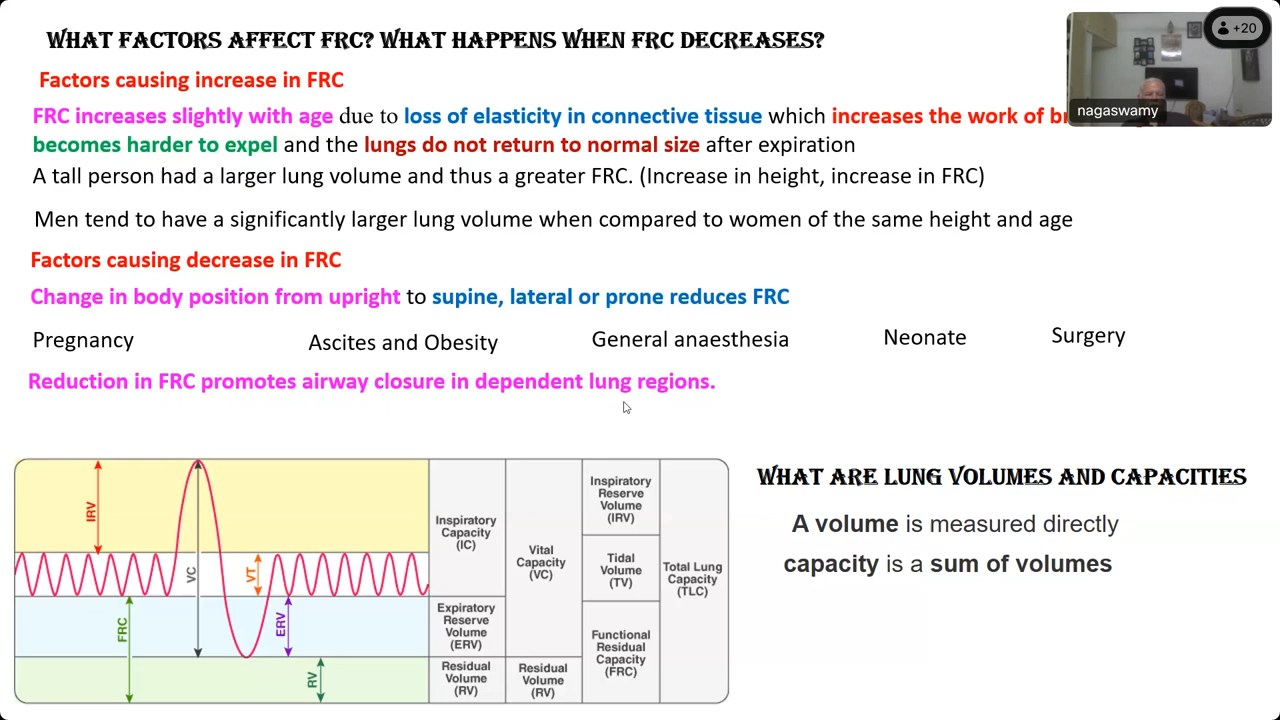 WHAT FACTORS AFFECT FRC? WHAT HAPPENS WHEN FRC DECREASES?
+20
nagaswamy
Factors causing increase in FRC
FRC increases slightly with age due to loss of elasticity in connective tissue which increases the work of
becomes harder to expel and the lungs do not return to normal size after expiration
A tall person had a larger lung volume and thus a greater FRC. (Increase in height, increase in FRC)
Men tend to have a significantly larger lung volume when compared to women of the same height and age
Factors causing decrease in FRC
Change in body position from upright to supine, lateral or prone reduces FRC
Pregnancy Ascites and Obesity General anaesthesia Neonate Surgery
Reduction in FRC promotes airway closure in dependent lung regions.
IRV
VC
VT
FRC
ERV
RV
Inspiratory
Capacity
(IC)
Expiratory
Reserve
Volume
(ERV)
Residual
Volume
(RV)
Vital
Capacity
(VC)
Residual
Volume
(RV)
Inspiratory
Reserve
Volume
(IRV)
Tidal
Volume
(TV)
Functional
Residual
Capacity
(FRC)
Total Lung
Capacity
(TLC)
WHAT ARE LUNG VOLUMES AND CAPACITIES
A volume is measured directly
capacity is a sum of volumes